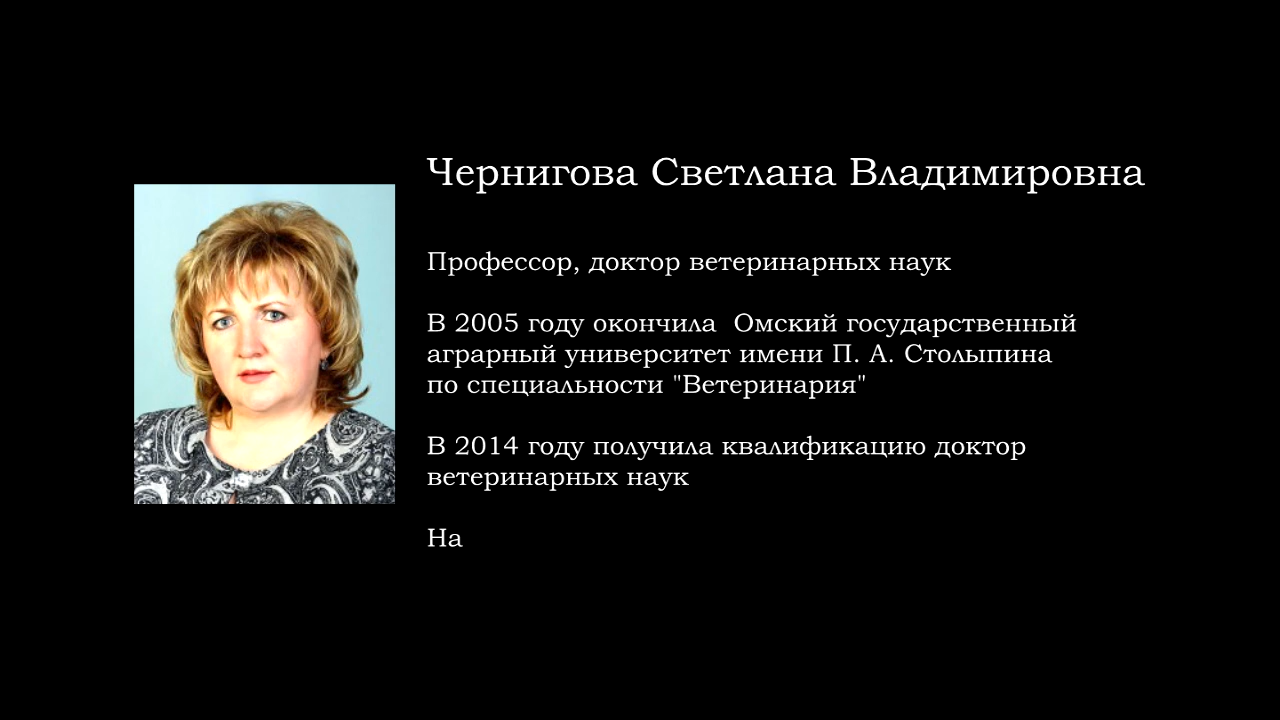 Чернигова Светлана Владимировна
Профессор, доктор ветеринарных наук
В 2005 году окончила  Омский государственный
аграрный университет имени П. А. Столыпина
по специальности "Ветеринария"
В 2014 году получила квалификацию доктор
ветеринарных наук
На